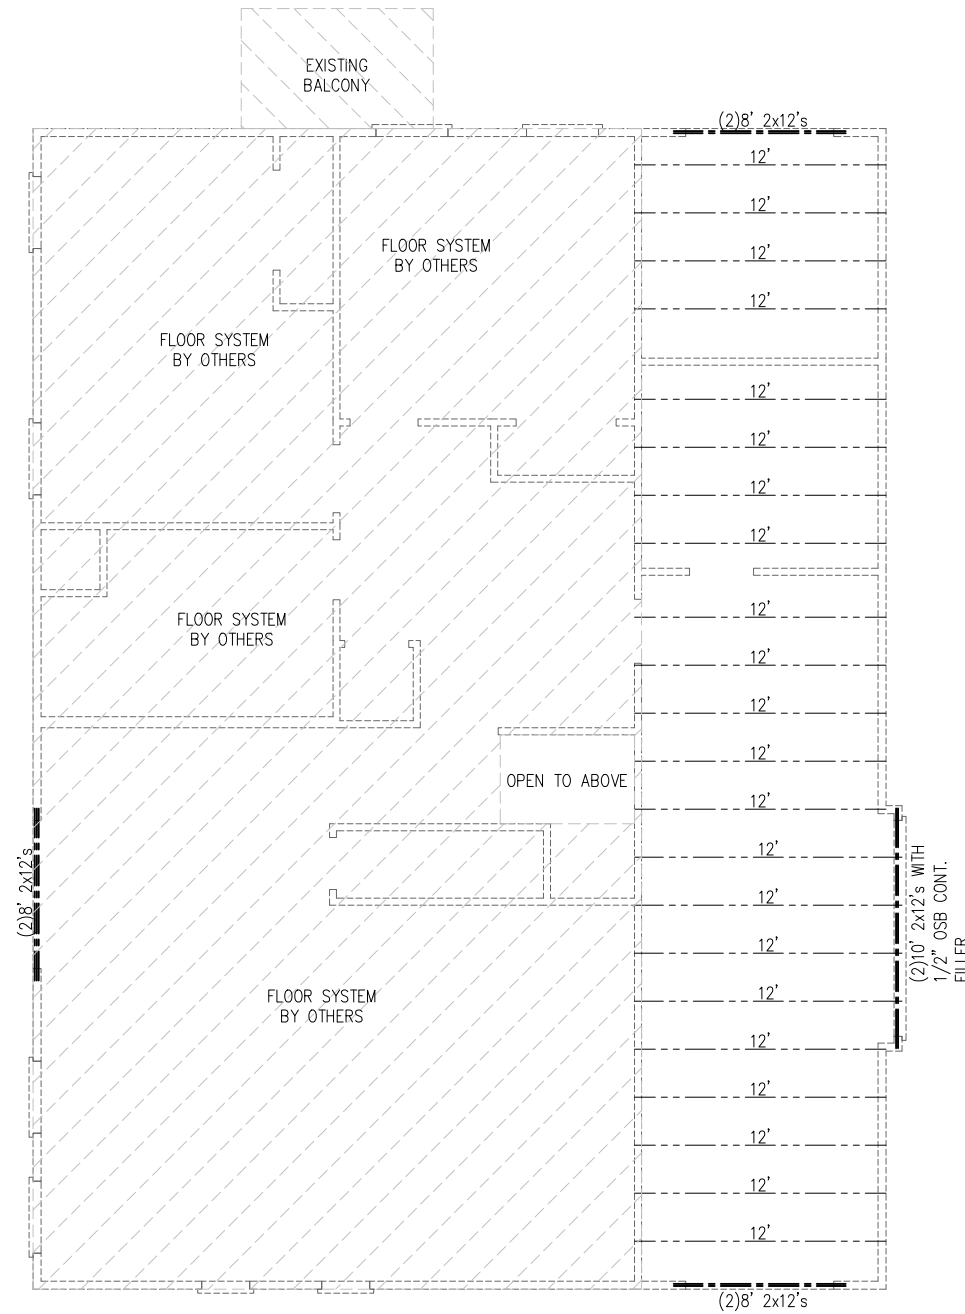 EXISTING
BALCONY
(2)8' 2x12's
12'
12'
FLOOR SYSTEM
BY OTHERS
12'
12'
FLOOR SYSTEM
BY OTHERS
12'
12'
12'
12'
FLOOR SYSTEM
BY OTHERS
12'
12'
12'
12'
OPEN TO ABOVE
12'
12'
(2)8' 2x12's
12'
(2)10' 2x12's WITH
1/2" OSB CONT.
FILLER
12'
FLOOR SYSTEM
BY OTHERS
12'
12'
12'
12'
12'
12'
(2)8' 2x12's